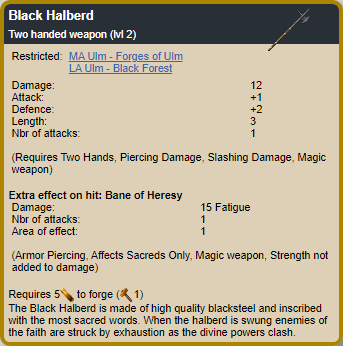 Black Halberd
Two handed weapon (lvl 2)
Restricted: MA Ulm - Forges of Ulm
LA Ulm - Black Forest
Damage: 12
Attack: +1
Defence: +2
Length: 3
Nbr of attacks: 1
(Requires Two Hands, Piercing Damage, Slashing Damage, Magic
weapon)
Extra effect on hit: Bane of Heresy
Damage: 15 Fatigue
Nbr of attacks: 1
Area of effect: 1
(Armor Piercing, Affects Sacreds Only, Magic weapon, Strength not
added to damage)
Requires 5 to forge ( 1)
The Black Halberd is made of high quality blacksteel and inscribed
with the most sacred words. When the halberd is swung enemies of
the faith are struck by exhaustion as the divine powers clash.